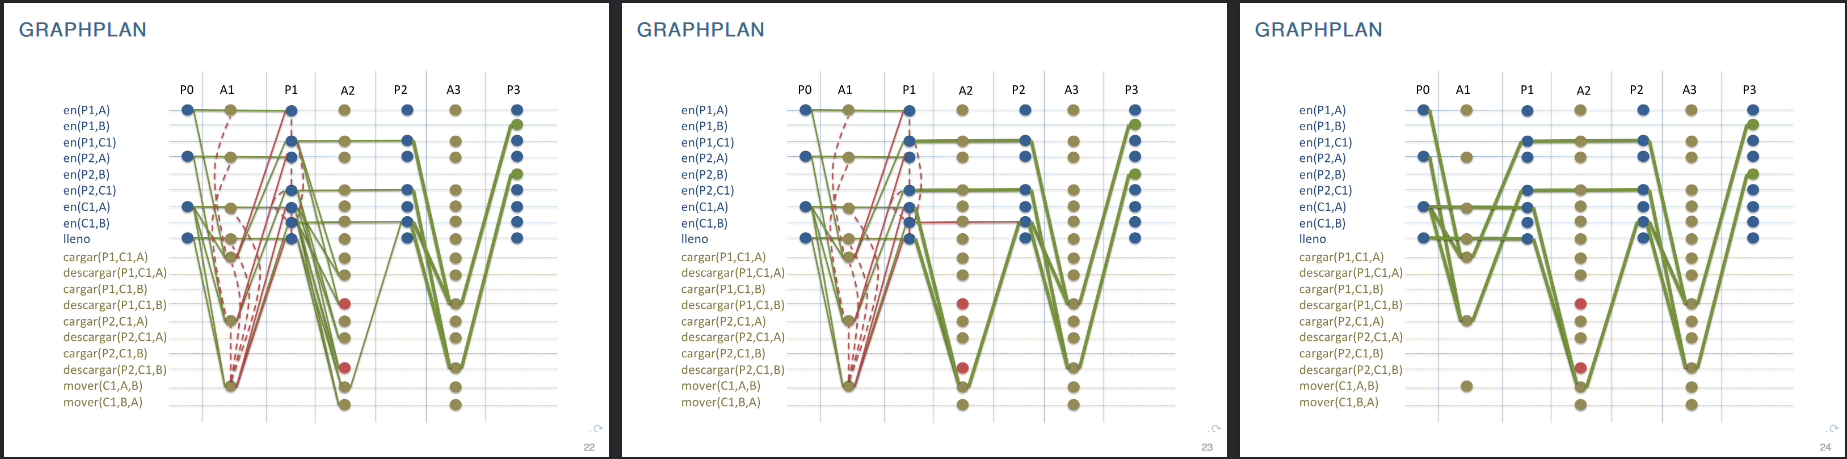 GRAPHPLAN
P0 A1 P1 A2 P2 A3 P3
en(P1,A)
en(P1,B)
en(P1,C1)
en(P2,A)
en(P2,B)
en(P2,C1)
en(C1,A)
en(C1,B)
lleno
cargar(P1,C1,A)
descargar(P1,C1,A)
cargar(P1,C1,B)
descargar(P1,C1,B)
cargar(P2,C1,A)
descargar(P2,C1,A)
cargar(P2,C1,B)
descargar(P2,C1,B)
mover(C1,A,B)
mover(C1,B,A)
22
GRAPHPLAN
P0 A1 P1 A2 P2 A3 P3
en(P1,A)
en(P1,B)
en(P1,C1)
en(P2,A)
en(P2,B)
en(P2,C1)
en(C1,A)
en(C1,B)
lleno
cargar(P1,C1,A)
descargar(P1,C1,A)
cargar(P1,C1,B)
descargar(P1,C1,B)
cargar(P2,C1,A)
descargar(P2,C1,A)
cargar(P2,C1,B)
descargar(P2,C1,B)
mover(C1,A,B)
mover(C1,B,A)
23
GRAPHPLAN
P0 A1 P1 A2 P2 A3 P3
en(P1,A)
en(P1,B)
en(P1,C1)
en(P2,A)
en(P2,B)
en(P2,C1)
en(C1,A)
en(C1,B)
lleno
cargar(P1,C1,A)
descargar(P1,C1,A)
cargar(P1,C1,B)
descargar(P1,C1,B)
cargar(P2,C1,A)
descargar(P2,C1,A)
cargar(P2,C1,B)
descargar(P2,C1,B)
mover(C1,A,B)
mover(C1,B,A)
24